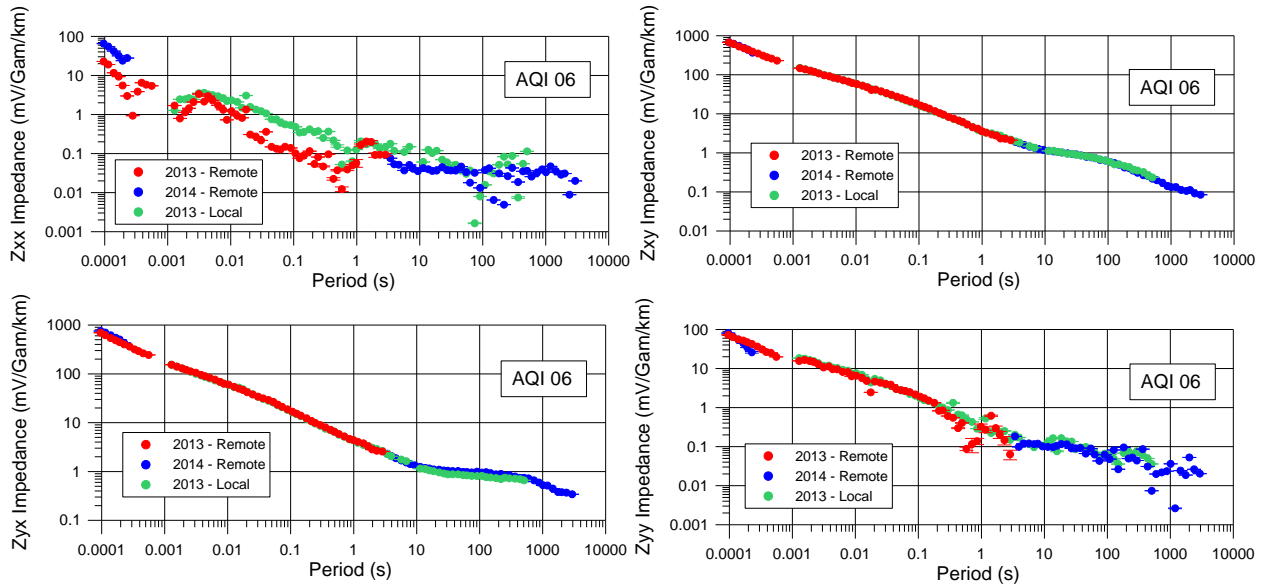 Zxx Impedance (mV/Gam/km)
100
10
1
0.1
0.01
0.001
AQI 06
2013 - Remote
2014 - Remote
2013 - Local
0.0001 0.01 0.1 1 10 100 1000 10000
Period (s)
Zxy Impedance (mV/Gam/km)
1000
100
10
1
0.1
0.01
AQI 06
2013 - Remote
2014 - Remote
2013 - Local
0.0001 0.001 0.01 0.1 1 10 100 1000 10000
Period (s)
Zyx Impedance (mV/Gam/km)
1000
100
10
1
0.1
AQI 06
2013 - Remote
2014 - Remote
2013 - Local
0.0001 0.001 0.01 0.1 1 10 100 1000 10000
Period (s)
Zyy Impedance (mV/Gam/km)
100
10
1
0.1
0.01
0.001
AQI 06
2013 - Remote
2014 - Remote
2013 - Local
0.0001 0.001 0.01 0.1 1 10 100 1000 10000
Period (s)